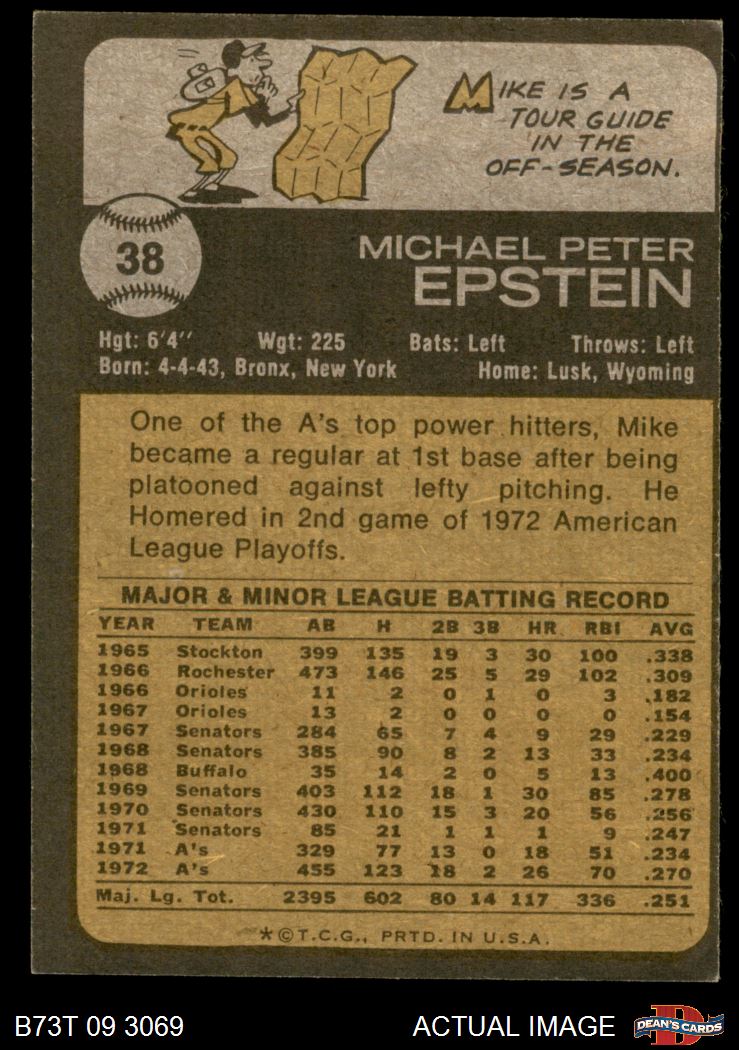 MIKE IS A
TOUR GUIDE
IN THE
OFF-SEASON.
38
MICHAEL PETER
EPSTEIN
Hgt: 6'4" Wgt: 225 Bats: Left Throws: Left
Born: 4-4-43, Bronx, New York Home: Lusk, Wyoming
One of the A's top power hitters, Mike
became a regular at 1st base after being
platooned against lefty pitching. He
Homered in 2nd game of 1972 American
League Playoffs.
MAJOR & MINOR LEAGUE BATTING RECORD
YEAR TEAM AB H 2B 3B HR RBI AVG
1965 Stockton 399 135 19 3 30 100 .338
1966 Rochester 473 146 25 5 29 102 .309
1966 Orioles 11 2 0 1 0 3 .182
1967 Orioles 13 2 0 0 0 0 .154
1967 Senators 284 65 7 4 9 29 .229
1968 Senators 385 90 8 2 13 33 .234
1968 Buffalo 35 14 2 0 5 13 .400
1969 Senators 403 112 18 1 30 85 .278
1970 Senators 430 110 15 3 20 56 .256
1971 Senators 85 21 1 1 1 9 .247
1971 A's 329 77 13 0 18 51 .234
1972 A's 455 123 18 2 26 70 .270
Maj. Lg. Tot. 2395 602 80 14 117 336 .251
*©T.C.G., PRTD. IN U.S.A.
B73T 09 3069 ACTUAL IMAGE DEAN'S CARDS